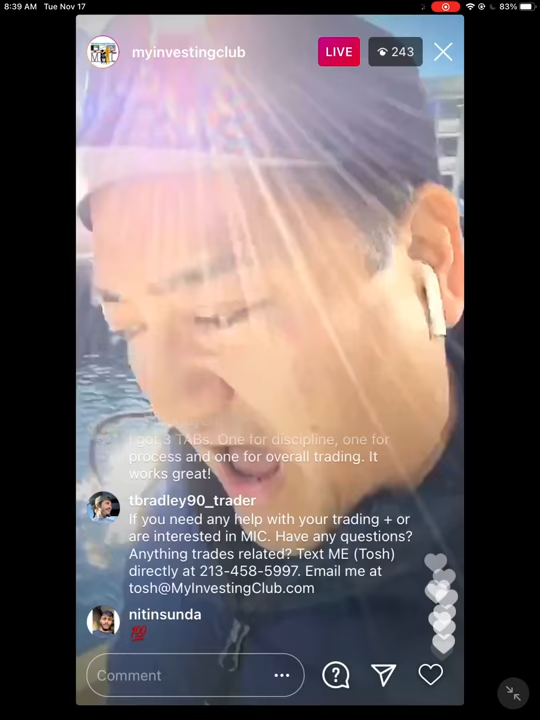 8:39 AM Tue Nov 17
83%
myinvestingclub
LIVE
243
I got 3 TABs. One for discipline, one for
process and one for overall trading. It
works great!
tbradley90_trader
If you need any help with your trading + or
are interested in MIC. Have any questions?
Anything trades related? Text ME (Tosh)
directly at 213-458-5997. Email me at
tosh@MyInvestingClub.com
nitinsunda
💯
Comment